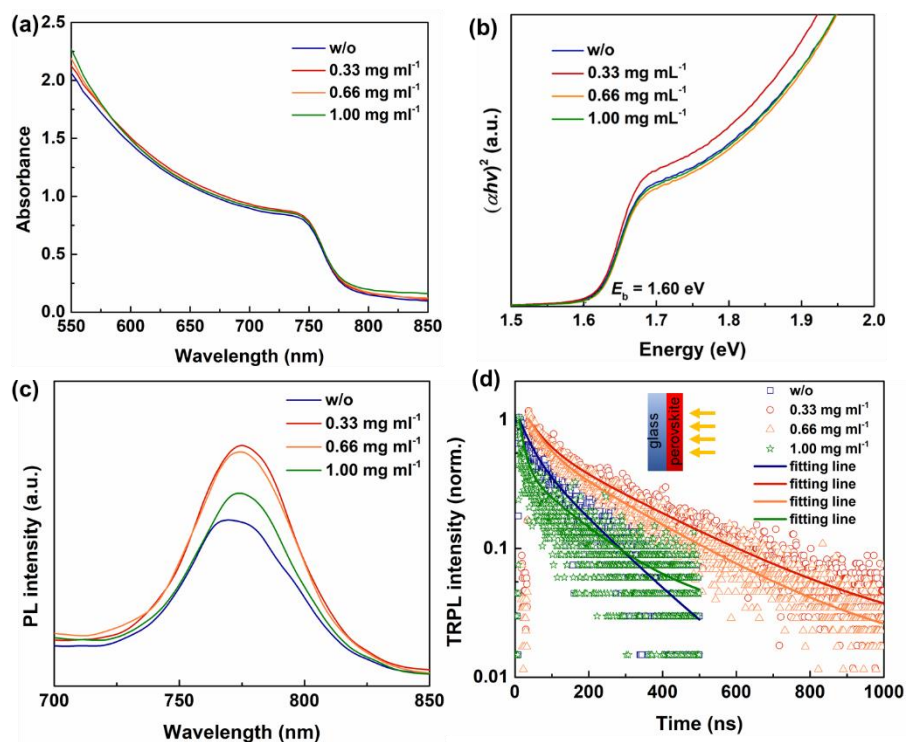 (a)
w/o
0.33 mg ml⁻¹
0.66 mg ml⁻¹
1.00 mg ml⁻¹
2.5
2.0
1.5
1.0
0.5
0.0
Absorbance
550 600 650 700 750 800 850
Wavelength (nm)
(b)
w/o
0.33 mg mL⁻¹
0.66 mg mL⁻¹
1.00 mg mL⁻¹
(αhν)² (a.u.)
E_b = 1.60 eV
1.5 1.6 1.7 1.8 1.9 2.0
Energy (eV)
(c)
w/o
0.33 mg ml⁻¹
0.66 mg ml⁻¹
1.00 mg ml⁻¹
PL intensity (a.u.)
700 750 800 850
Wavelength (nm)
(d)
glass
perovskite
w/o
0.33 mg ml⁻¹
0.66 mg ml⁻¹
1.00 mg ml⁻¹
fitting line
fitting line
fitting line
fitting line
1
0.1
0.01
TRPL intensity (norm.)
0 200 400 600 800 1000
Time (ns)